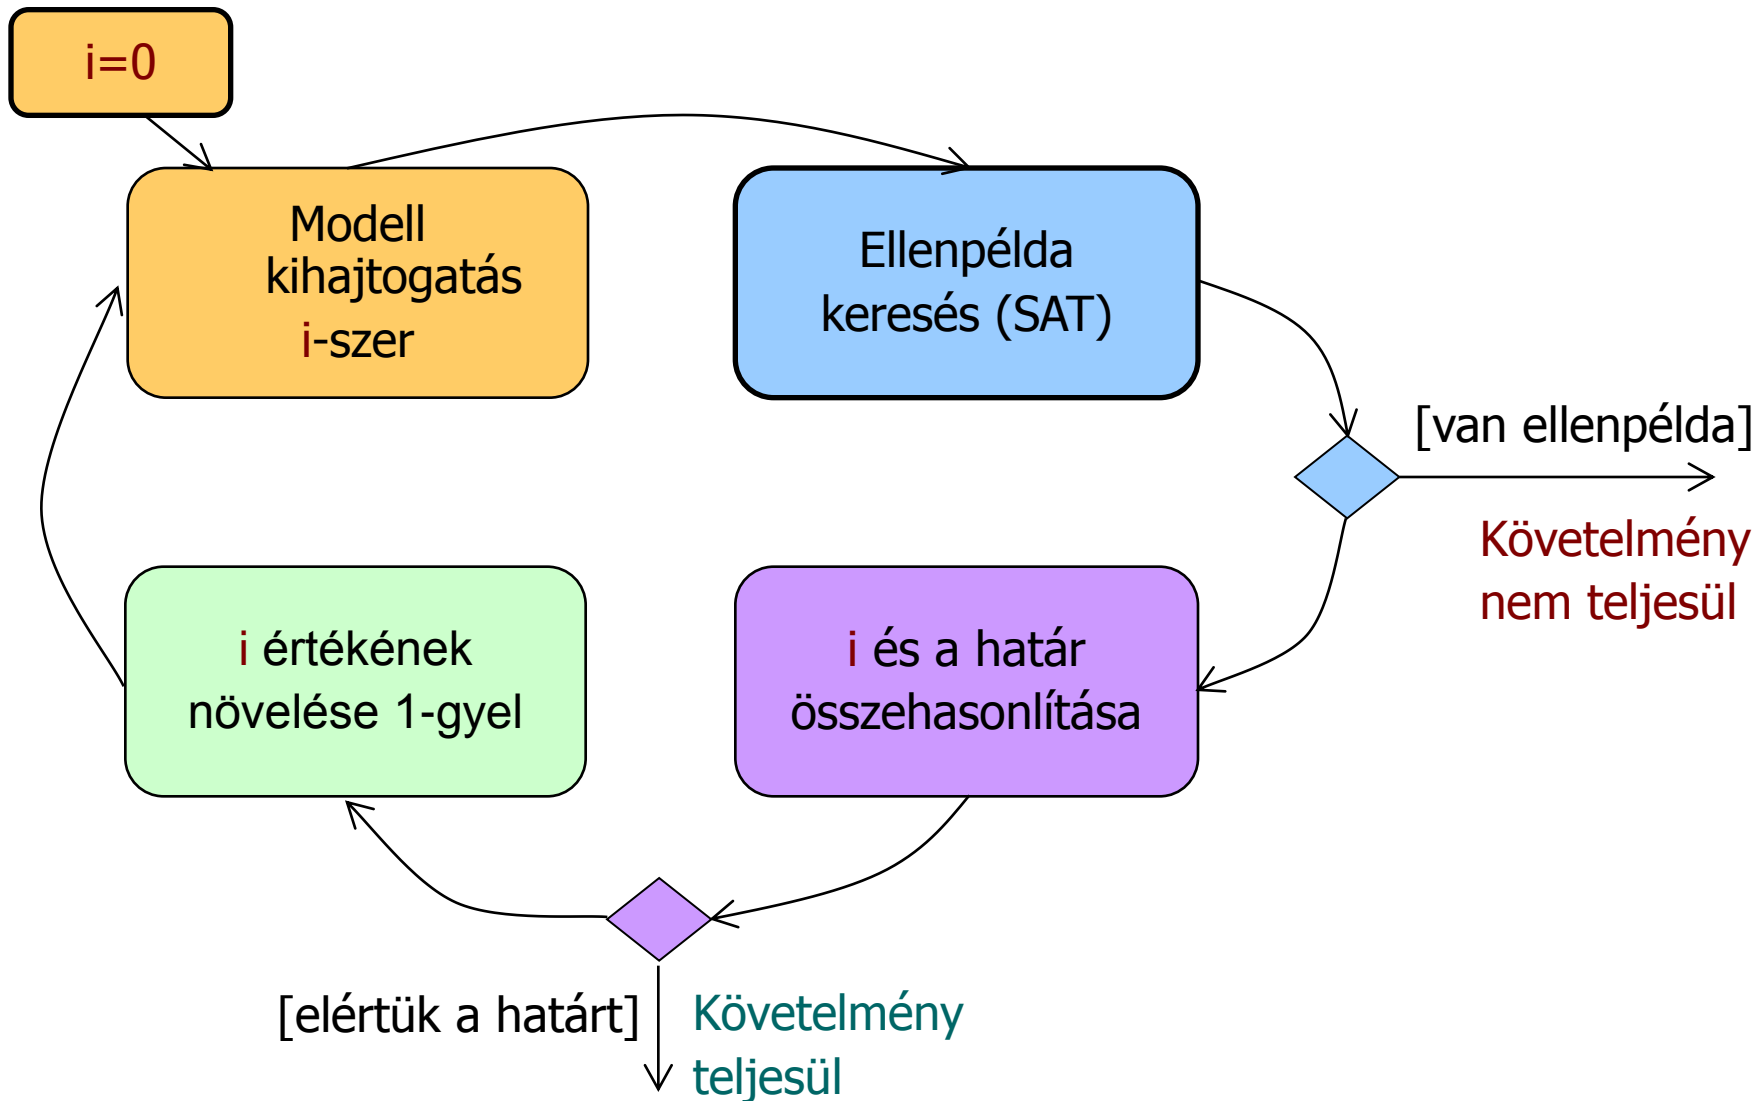 i=0
Modell
kihajtogatás
i-szer
Ellenpélda
keresés (SAT)
[van ellenpélda]
Követelmény
nem teljesül
i értékének
növelése 1-gyel
i és a határ
összehasonlítása
[elértük a határt]
Követelmény
teljesül